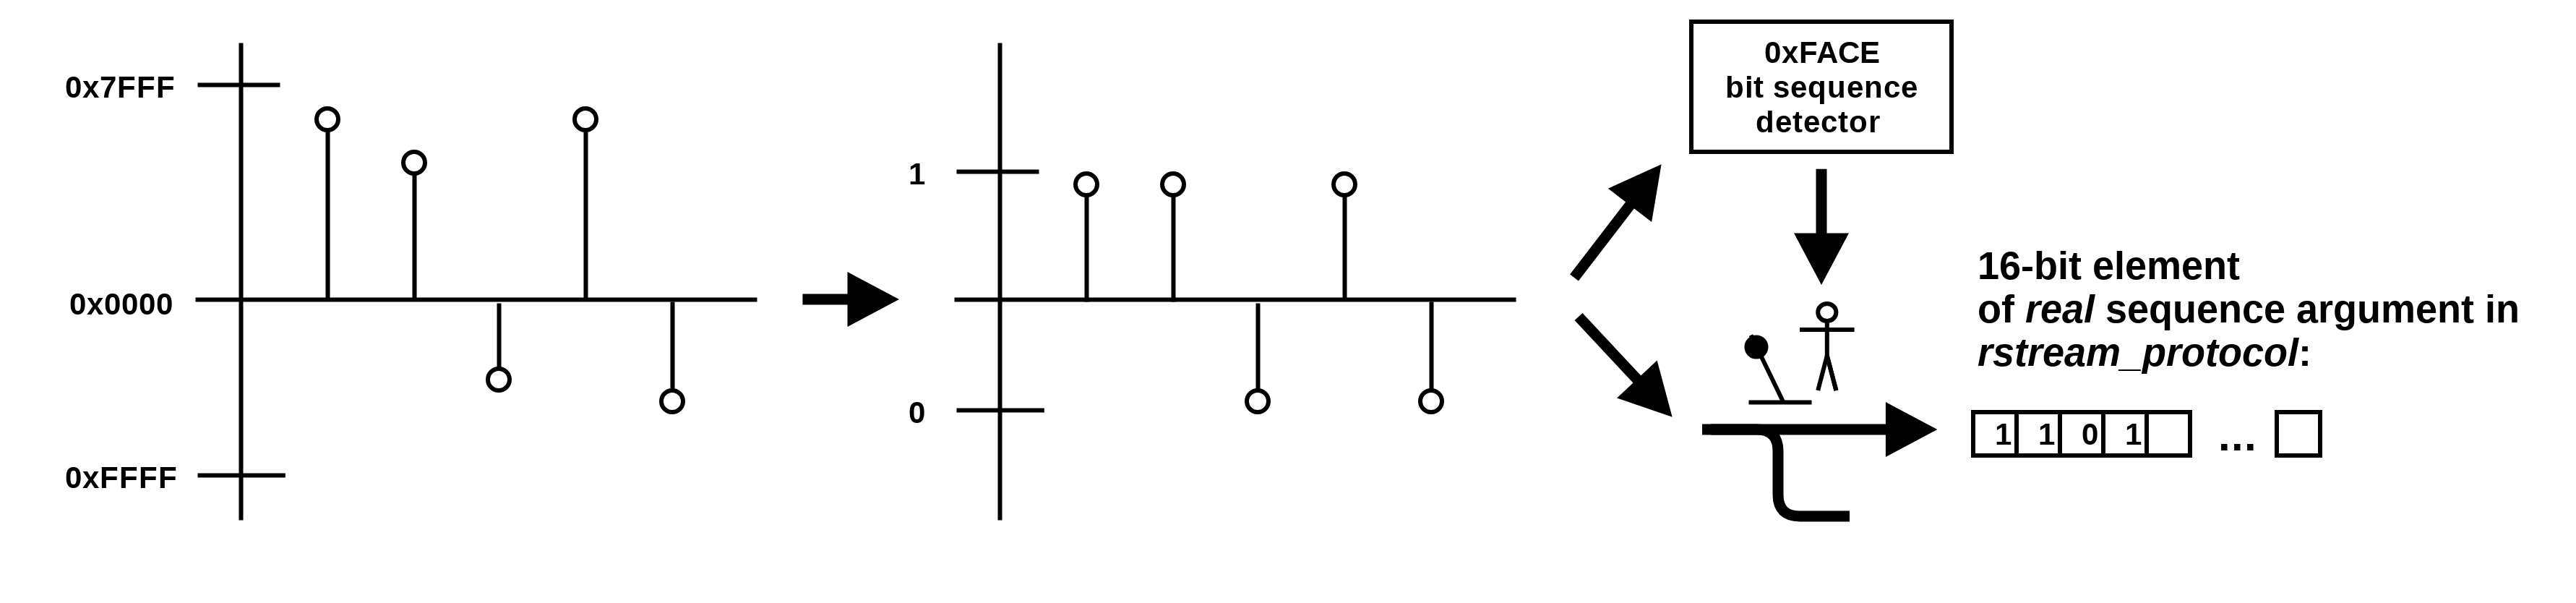 0x7FFF
0x0000
0xFFFF
1
0
0xFACE
bit sequence
detector
16-bit element
of real sequence argument in
rstream_protocol:
1 1 0 1 ...